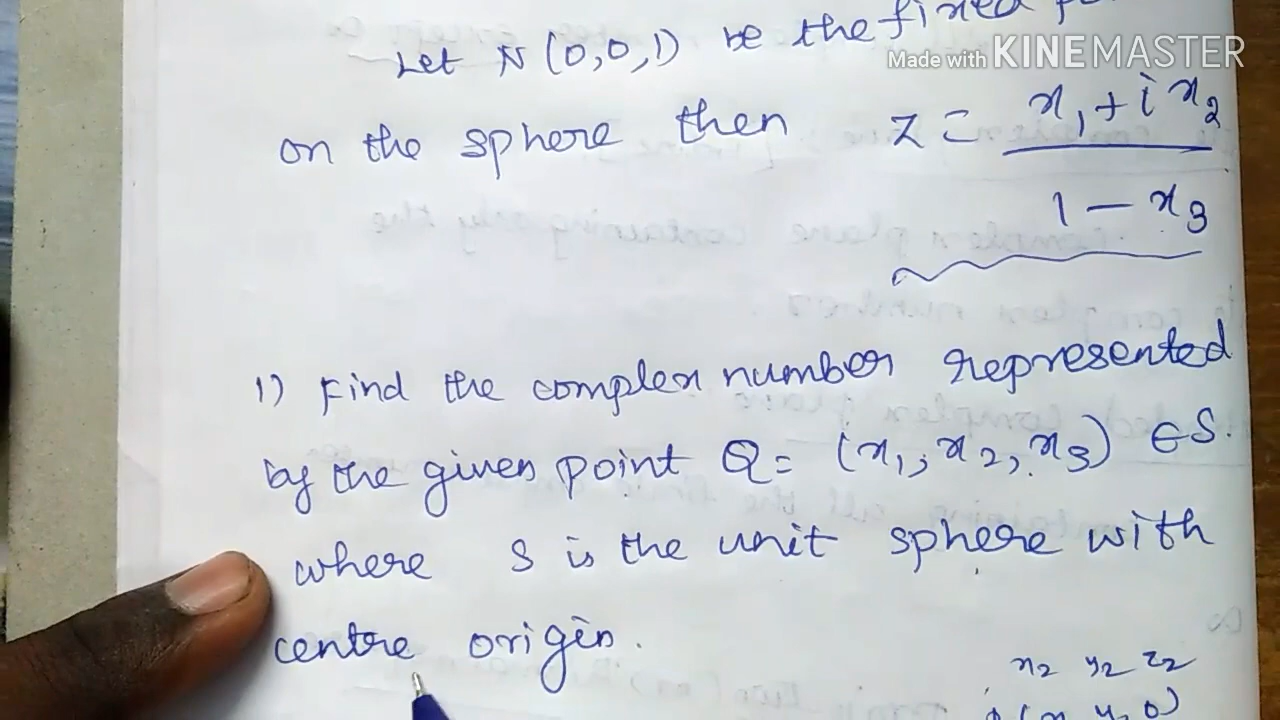 Let N (0,0,1) be the fixed
Made with KINEMASTER
on the sphere then z = x₁ + i x₂
1 - x₃
1) Find the complex number represented
by the given point Q = (x₁, x₂, x₃) ∈ S.
where S is the unit sphere with
centre origin.
x₂ y₂ z₂